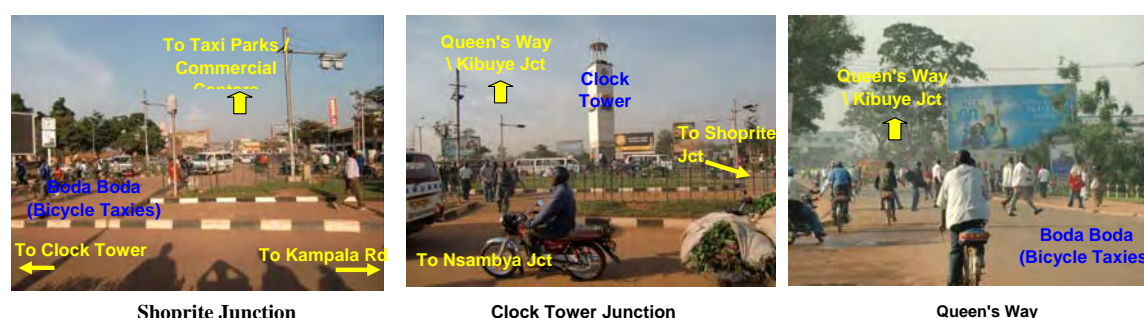 To Taxi Parks /
Commercial
Centers
Boda Boda
(Bicycle Taxies)
To Clock Tower
To Kampala Rd
Shoprite Junction
Queen's Way
\ Kibuye Jct
Clock
Tower
To Shoprite
Jct
To Nsambya Jct
Clock Tower Junction
Queen's Way
\ Kibuye Jct
Boda Boda
(Bicycle Taxies
Queen's Way